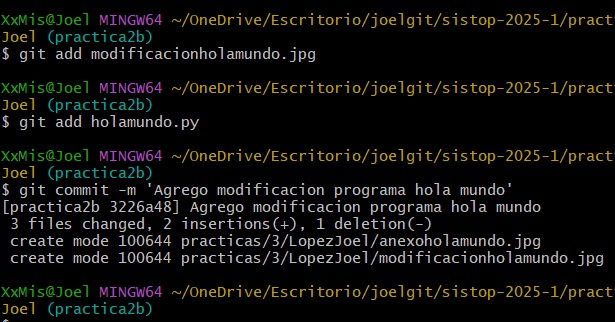 XxMis@Joel MINGW64 ~/OneDrive/Escritorio/joelgit/sistop-2025-1/pract
Joel (practica2b)
$ git add modificacionholamundo.jpg
XxMis@Joel MINGW64 ~/OneDrive/Escritorio/joelgit/sistop-2025-1/pract
Joel (practica2b)
$ git add holamundo.py
XxMis@Joel MINGW64 ~/OneDrive/Escritorio/joelgit/sistop-2025-1/pract
Joel (practica2b)
$ git commit -m 'Agrego modificacion programa hola mundo'
[practica2b 3226a48] Agrego modificacion programa hola mundo
3 files changed, 2 insertions(+), 1 deletion(-)
create mode 100644 practicas/3/LopezJoel/anexoholamundo.jpg
create mode 100644 practicas/3/LopezJoel/modificacionholamundo.jpg
XxMis@Joel MINGW64 ~/OneDrive/Escritorio/joelgit/sistop-2025-1/pract
Joel (practica2b)